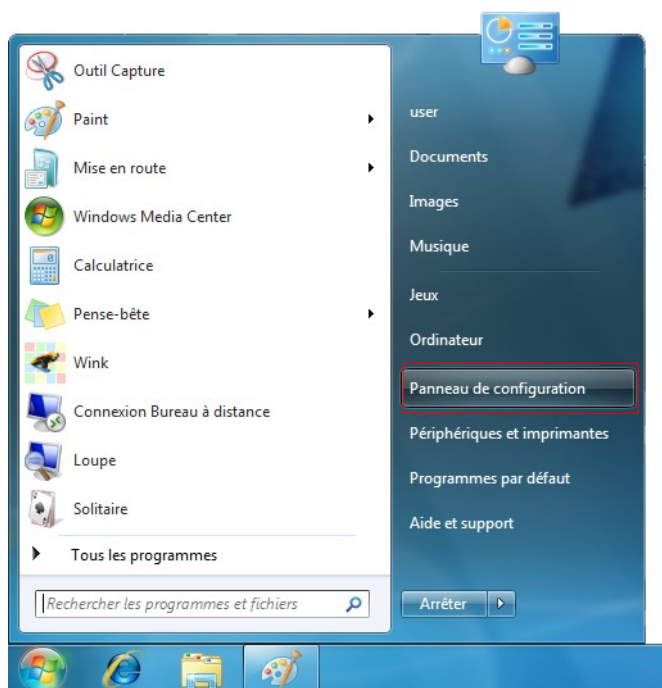 Outil Capture
Paint
Mise en route
Windows Media Center
Calculatrice
Pense-bête
Wink
Connexion Bureau à distance
Loupe
Solitaire
Tous les programmes
Rechercher les programmes et fichiers
user
Documents
Images
Musique
Jeux
Ordinateur
Panneau de configuration
Périphériques et imprimantes
Programmes par défaut
Aide et support
Arrêter